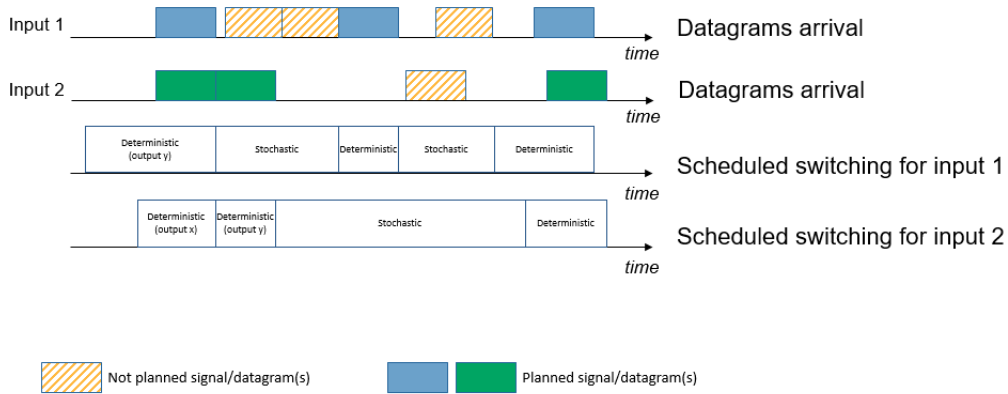 Input 1
time
Datagrams arrival
Input 2
time
Datagrams arrival
Deterministic
(output y)
Stochastic
Deterministic
Stochastic
Deterministic
time
Scheduled switching for input 1
Deterministic
(output x)
Deterministic
(output y)
Stochastic
Deterministic
time
Scheduled switching for input 2
Not planned signal/datagram(s)
Planned signal/datagram(s)